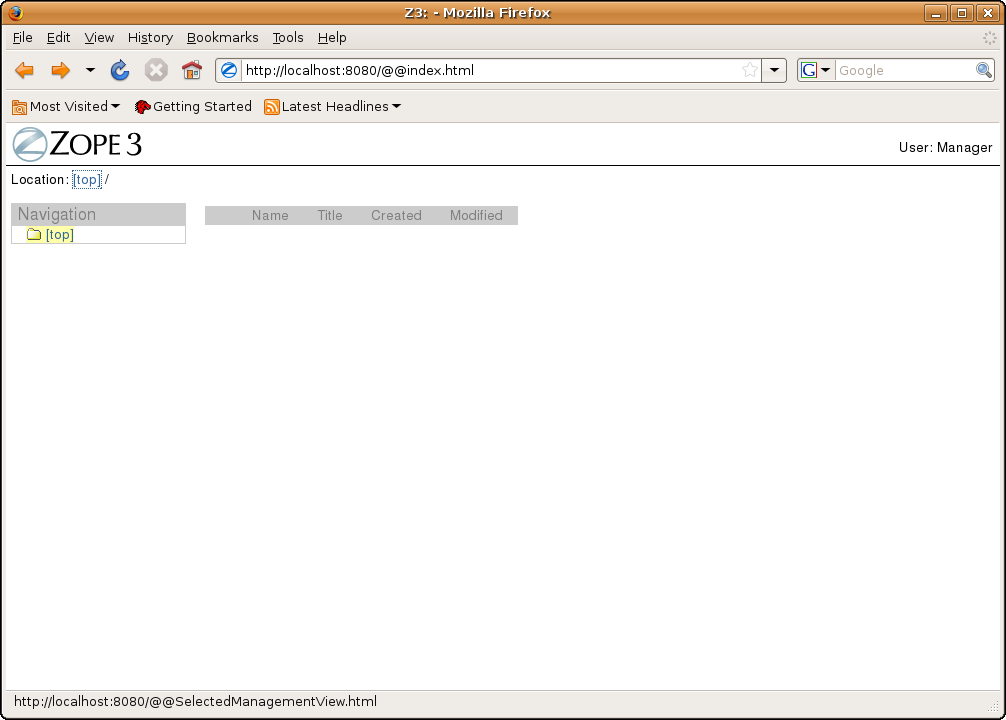 Z3: - Mozilla Firefox
File Edit View History Bookmarks Tools Help
http://localhost:8080/@@index.html
G Google
Most Visited Getting Started Latest Headlines
ZOPE 3
User: Manager
Location: [top] /
Navigation
[top]
Name Title Created Modified
http://localhost:8080/@@SelectedManagementView.html